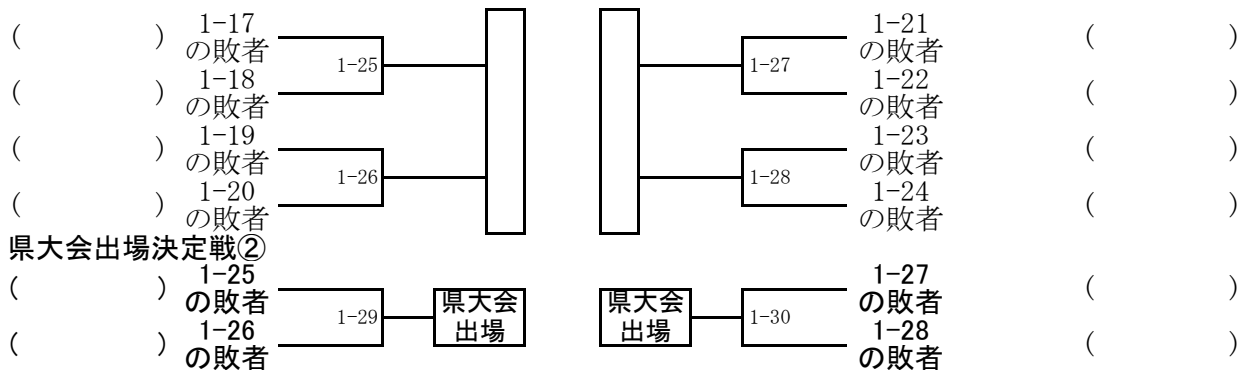 ( ) 1-17 の敗者 1-21 の敗者 ( )
1-25 1-27
( ) 1-18 の敗者 1-22 の敗者 ( )
( ) 1-19 の敗者 1-23 の敗者 ( )
1-26 1-28
( ) 1-20 の敗者 1-24 の敗者 ( )
県大会出場決定戦②
( ) 1-25 の敗者 1-27 の敗者 ( )
1-29 県大会 出場 県大会 出場 1-30
( ) 1-26 の敗者 1-28 の敗者 ( )